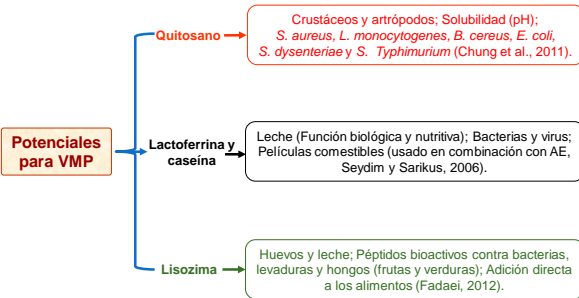 Potenciales
para VMP
Quitosano
Crustáceos y artrópodos; Solubilidad (pH);
S. aureus, L. monocytogenes, B. cereus, E. coli,
S. dysenteriae y S. Typhimurium (Chung et al., 2011).
Lactoferrina y
caseína
Leche (Función biológica y nutritiva); Bacterias y virus;
Películas comestibles (usado en combinación con AE,
Seydim y Sarikus, 2006).
Lisozima
Huevos y leche; Péptidos bioactivos contra bacterias,
levaduras y hongos (frutas y verduras); Adición directa
a los alimentos (Fadaei, 2012).